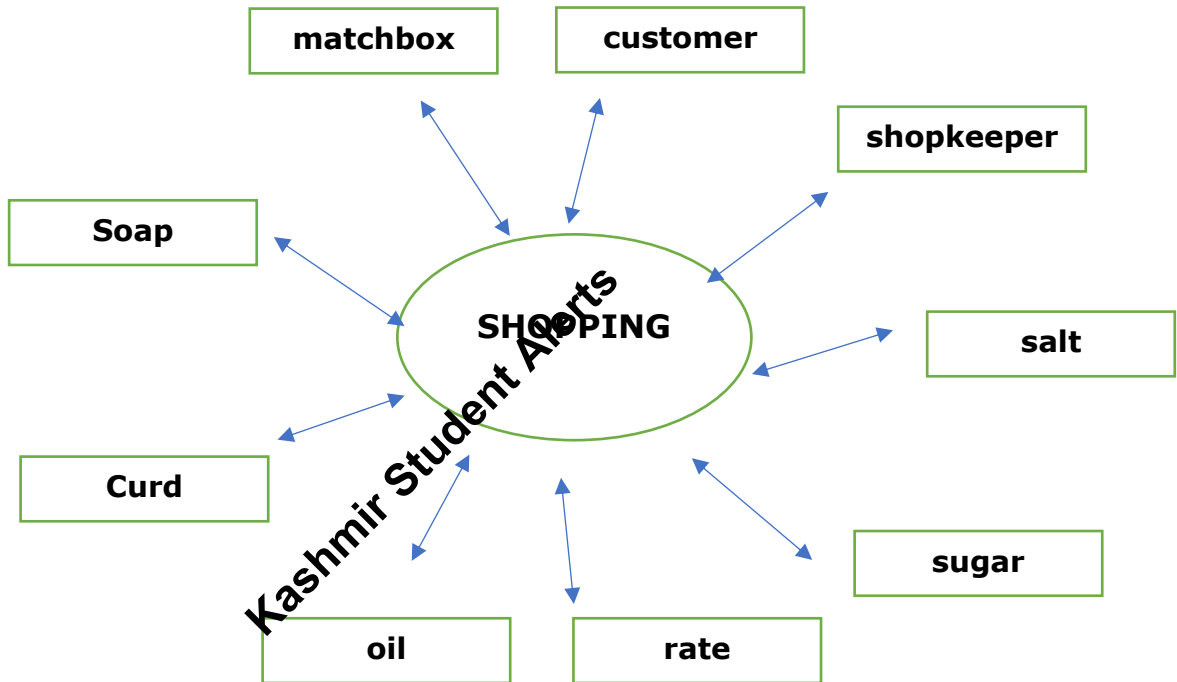 matchbox
customer
shopkeeper
Soap
SHOPPING
salt
Curd
sugar
oil
rate
Kashmir Student Alerts